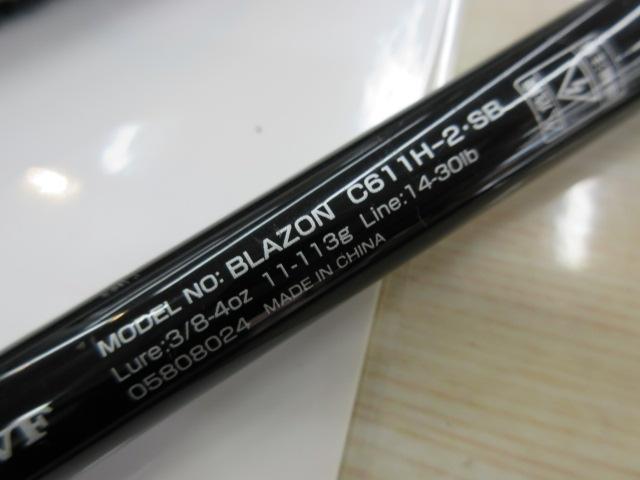 MODEL NO: BLAZON C611H-2・SB
Lure:3/8-4oz 11-113g Line:14-30lb
05808024 MADE IN CHINA